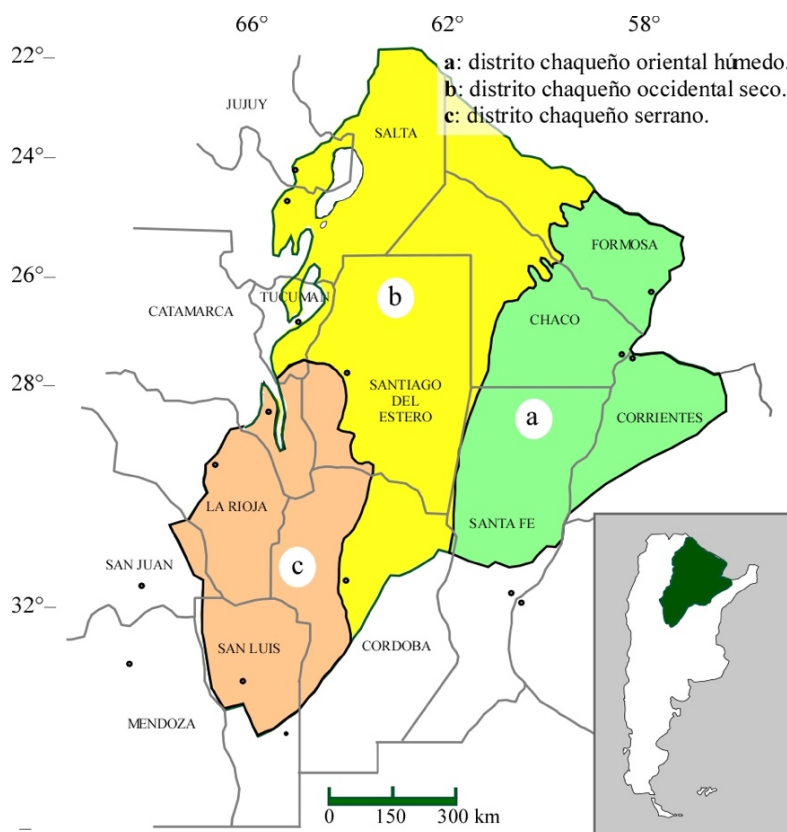 66° 62° 58°
22°
a: distrito chaqueño oriental húmedo.
b: distrito chaqueño occidental seco.
c: distrito chaqueño serrano.
JUJUY
SALTA
24°
FORMOSA
26°
TUCUMAN
b
CATAMARCA
CHACO
28°
SANTIAGO
DEL
ESTERO
a
CORRIENTES
LA RIOJA
SANTA FE
SAN JUAN
c
32°
SAN LUIS
CORDOBA
MENDOZA
0 150 300 km